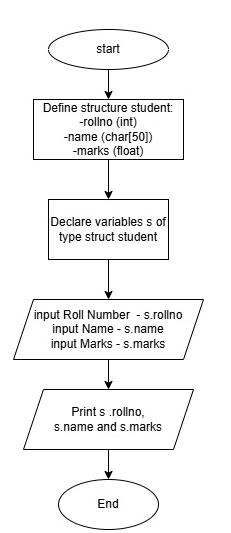 start
Define structure student:
-rollno (int)
-name (char[50])
-marks (float)
Declare variables s of
type struct student
input Roll Number - s.rollno
input Name - s.name
input Marks - s.marks
Print s .rollno,
s.name and s.marks
End